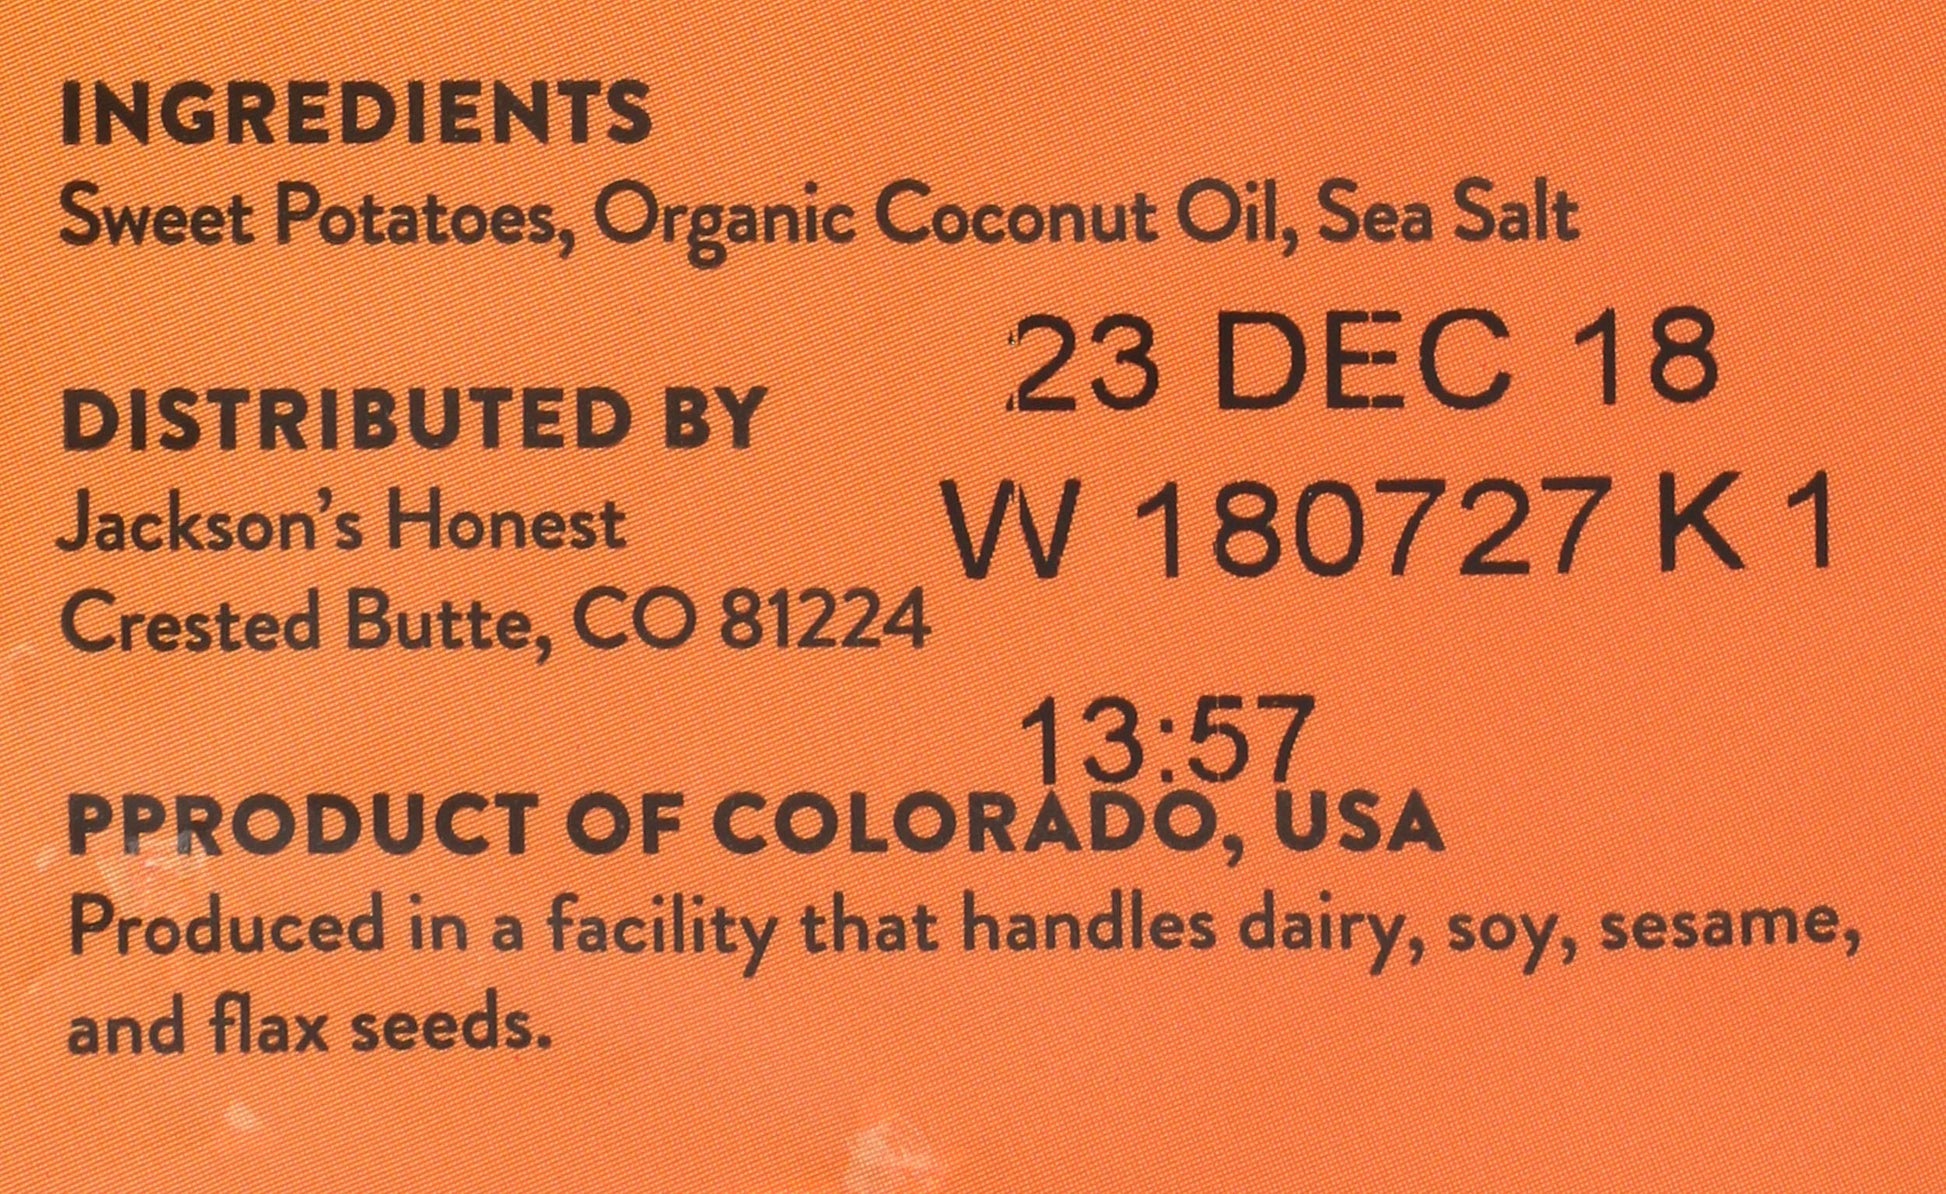 INGREDIENTS
Sweet Potatoes, Organic Coconut Oil, Sea Salt
23 DEC 18
DISTRIBUTED BY
Jackson's Honest
W 180727 K 1
Crested Butte, CO 81224
13:57
PPRODUCT OF COLORADO, USA
Produced in a facility that handles dairy, soy, sesame,
and flax seeds.